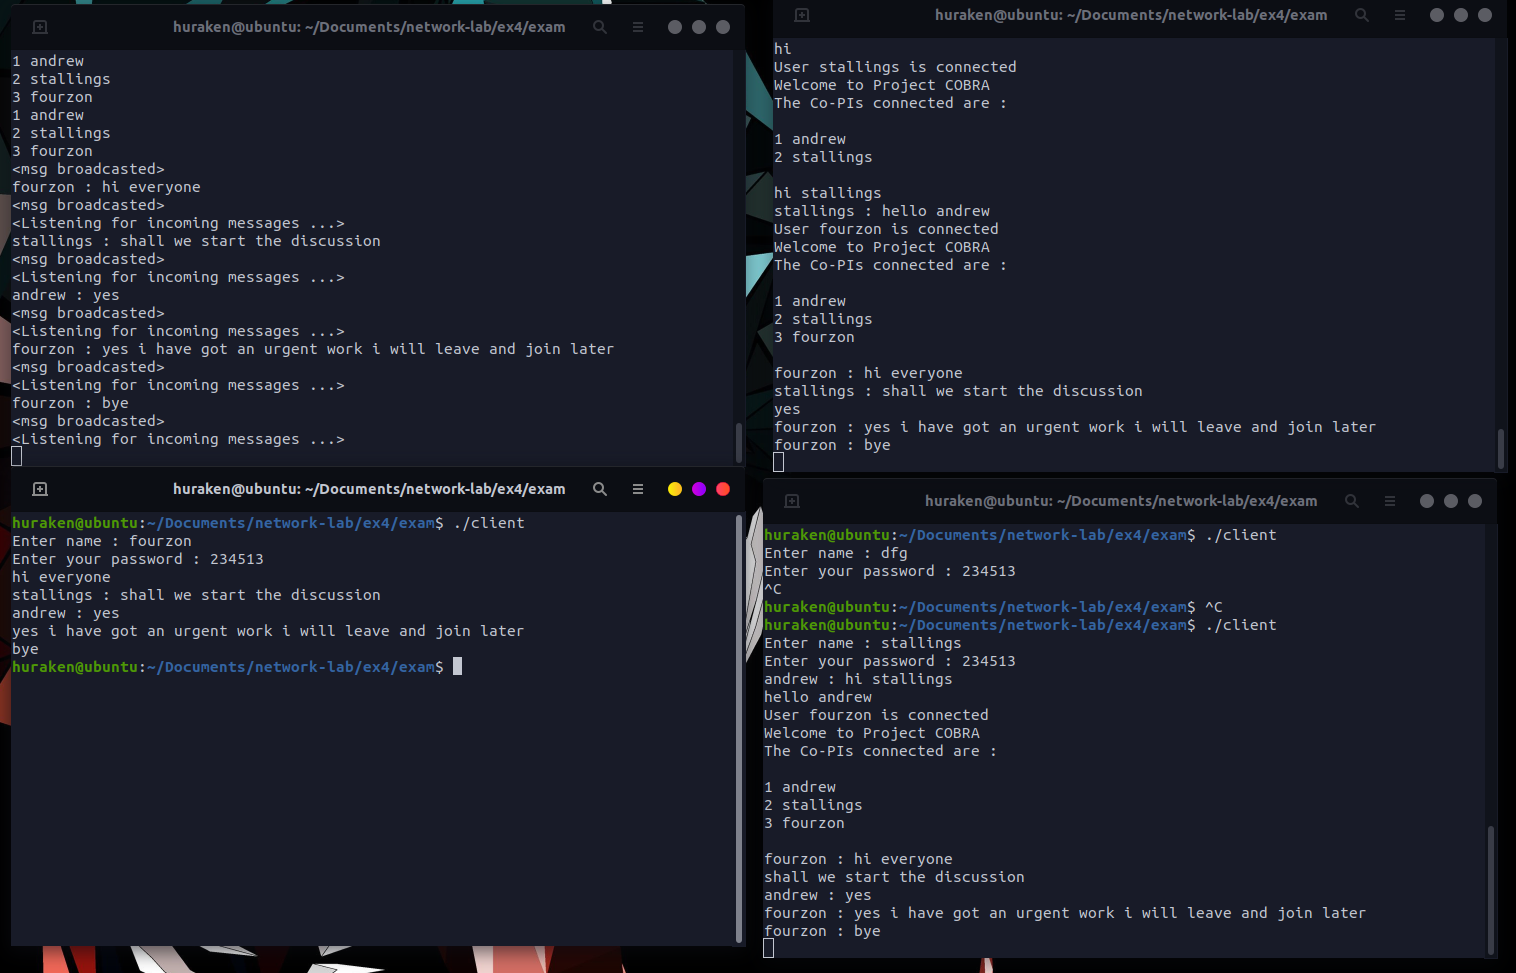 huraken@ubuntu: ~/Documents/network-lab/ex4/exam
1 andrew
2 stallings
3 fourzon
1 andrew
2 stallings
3 fourzon
<msg broadcasted>
fourzon : hi everyone
<msg broadcasted>
<Listening for incoming messages ...>
stallings : shall we start the discussion
<msg broadcasted>
<Listening for incoming messages ...>
andrew : yes
<msg broadcasted>
<Listening for incoming messages ...>
fourzon : yes i have got an urgent work i will leave and join later
<msg broadcasted>
<Listening for incoming messages ...>
fourzon : bye
<msg broadcasted>
<Listening for incoming messages ...>
huraken@ubuntu: ~/Documents/network-lab/ex4/exam
hi
User stallings is connected
Welcome to Project COBRA
The Co-PIs connected are :
1 andrew
2 stallings
hi stallings
stallings : hello andrew
User fourzon is connected
Welcome to Project COBRA
The Co-PIs connected are :
1 andrew
2 stallings
3 fourzon
fourzon : hi everyone
stallings : shall we start the discussion
yes
fourzon : yes i have got an urgent work i will leave and join later
fourzon : bye
huraken@ubuntu: ~/Documents/network-lab/ex4/exam
huraken@ubuntu:~/Documents/network-lab/ex4/exam$ ./client
Enter name : fourzon
Enter your password : 234513
hi everyone
stallings : shall we start the discussion
andrew : yes
yes i have got an urgent work i will leave and join later
bye
huraken@ubuntu:~/Documents/network-lab/ex4/exam$
huraken@ubuntu: ~/Documents/network-lab/ex4/exam
huraken@ubuntu:~/Documents/network-lab/ex4/exam$ ./client
Enter name : dfg
Enter your password : 234513
^C
huraken@ubuntu:~/Documents/network-lab/ex4/exam$ ^C
huraken@ubuntu:~/Documents/network-lab/ex4/exam$ ./client
Enter name : stallings
Enter your password : 234513
andrew : hi stallings
hello andrew
User fourzon is connected
Welcome to Project COBRA
The Co-PIs connected are :
1 andrew
2 stallings
3 fourzon
fourzon : hi everyone
shall we start the discussion
andrew : yes
fourzon : yes i have got an urgent work i will leave and join later
fourzon : bye